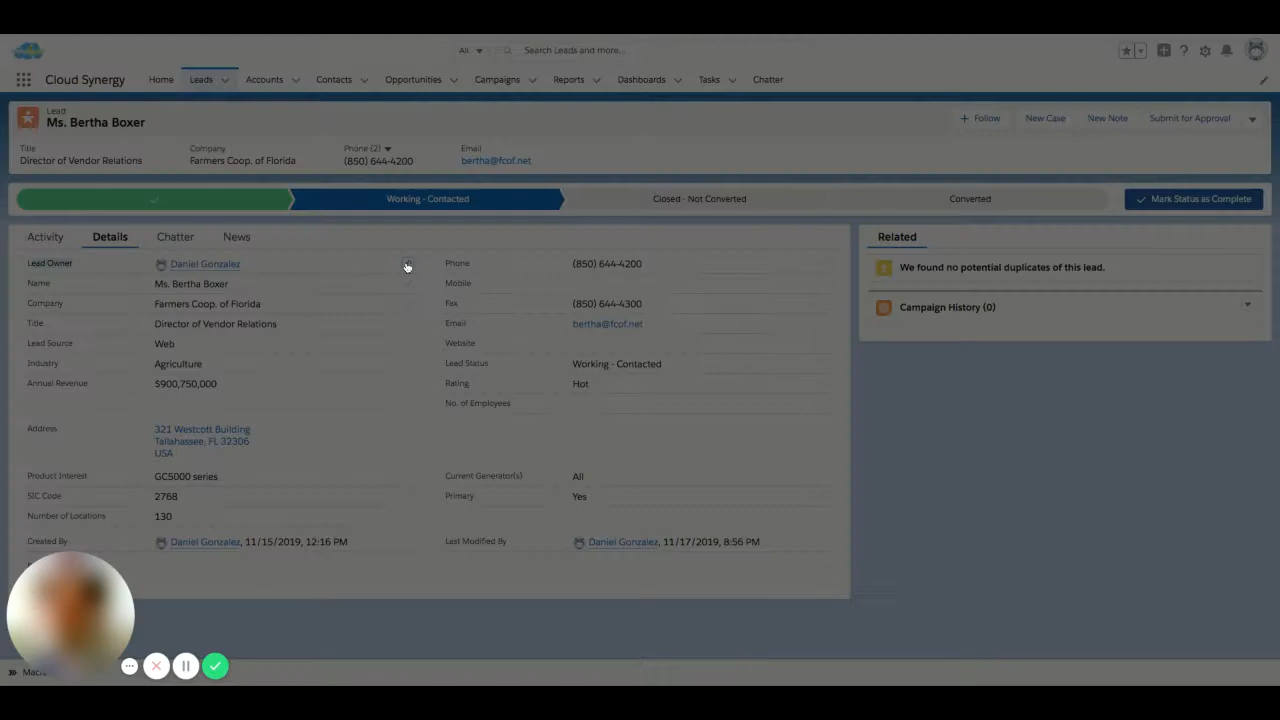 All
Search Leads and more...
Cloud Synergy
Home
Leads
Accounts
Contacts
Opportunities
Campaigns
Reports
Dashboards
Tasks
Chatter
Lead
Ms. Bertha Boxer
+ Follow
New Case
New Note
Submit for Approval
Title
Company
Phone (2)
Email
Director of Vendor Relations
Farmers Coop. of Florida
(850) 644-4200
bertha@fcof.net
Working - Contacted
Closed - Not Converted
Converted
Mark Status as Complete
Activity
Details
Chatter
News
Lead Owner
Daniel Gonzalez
Name
Ms. Bertha Boxer
Company
Farmers Coop. of Florida
Title
Director of Vendor Relations
Lead Source
Web
Industry
Agriculture
Annual Revenue
$900,750,000
Address
321 Westcott Building
Tallahassee, FL 32306
USA
Product Interest
GC5000 series
SIC Code
2768
Number of Locations
130
Created By
Daniel Gonzalez, 11/15/2019, 12:16 PM
Phone
(850) 644-4200
Mobile
Fax
(850) 644-4300
Email
bertha@fcof.net
Website
Lead Status
Working - Contacted
Rating
Hot
No. of Employees
Current Generator(s)
All
Primary
Yes
Last Modified By
Daniel Gonzalez, 11/17/2019, 8:56 PM
Related
We found no potential duplicates of this lead.
Campaign History (0)